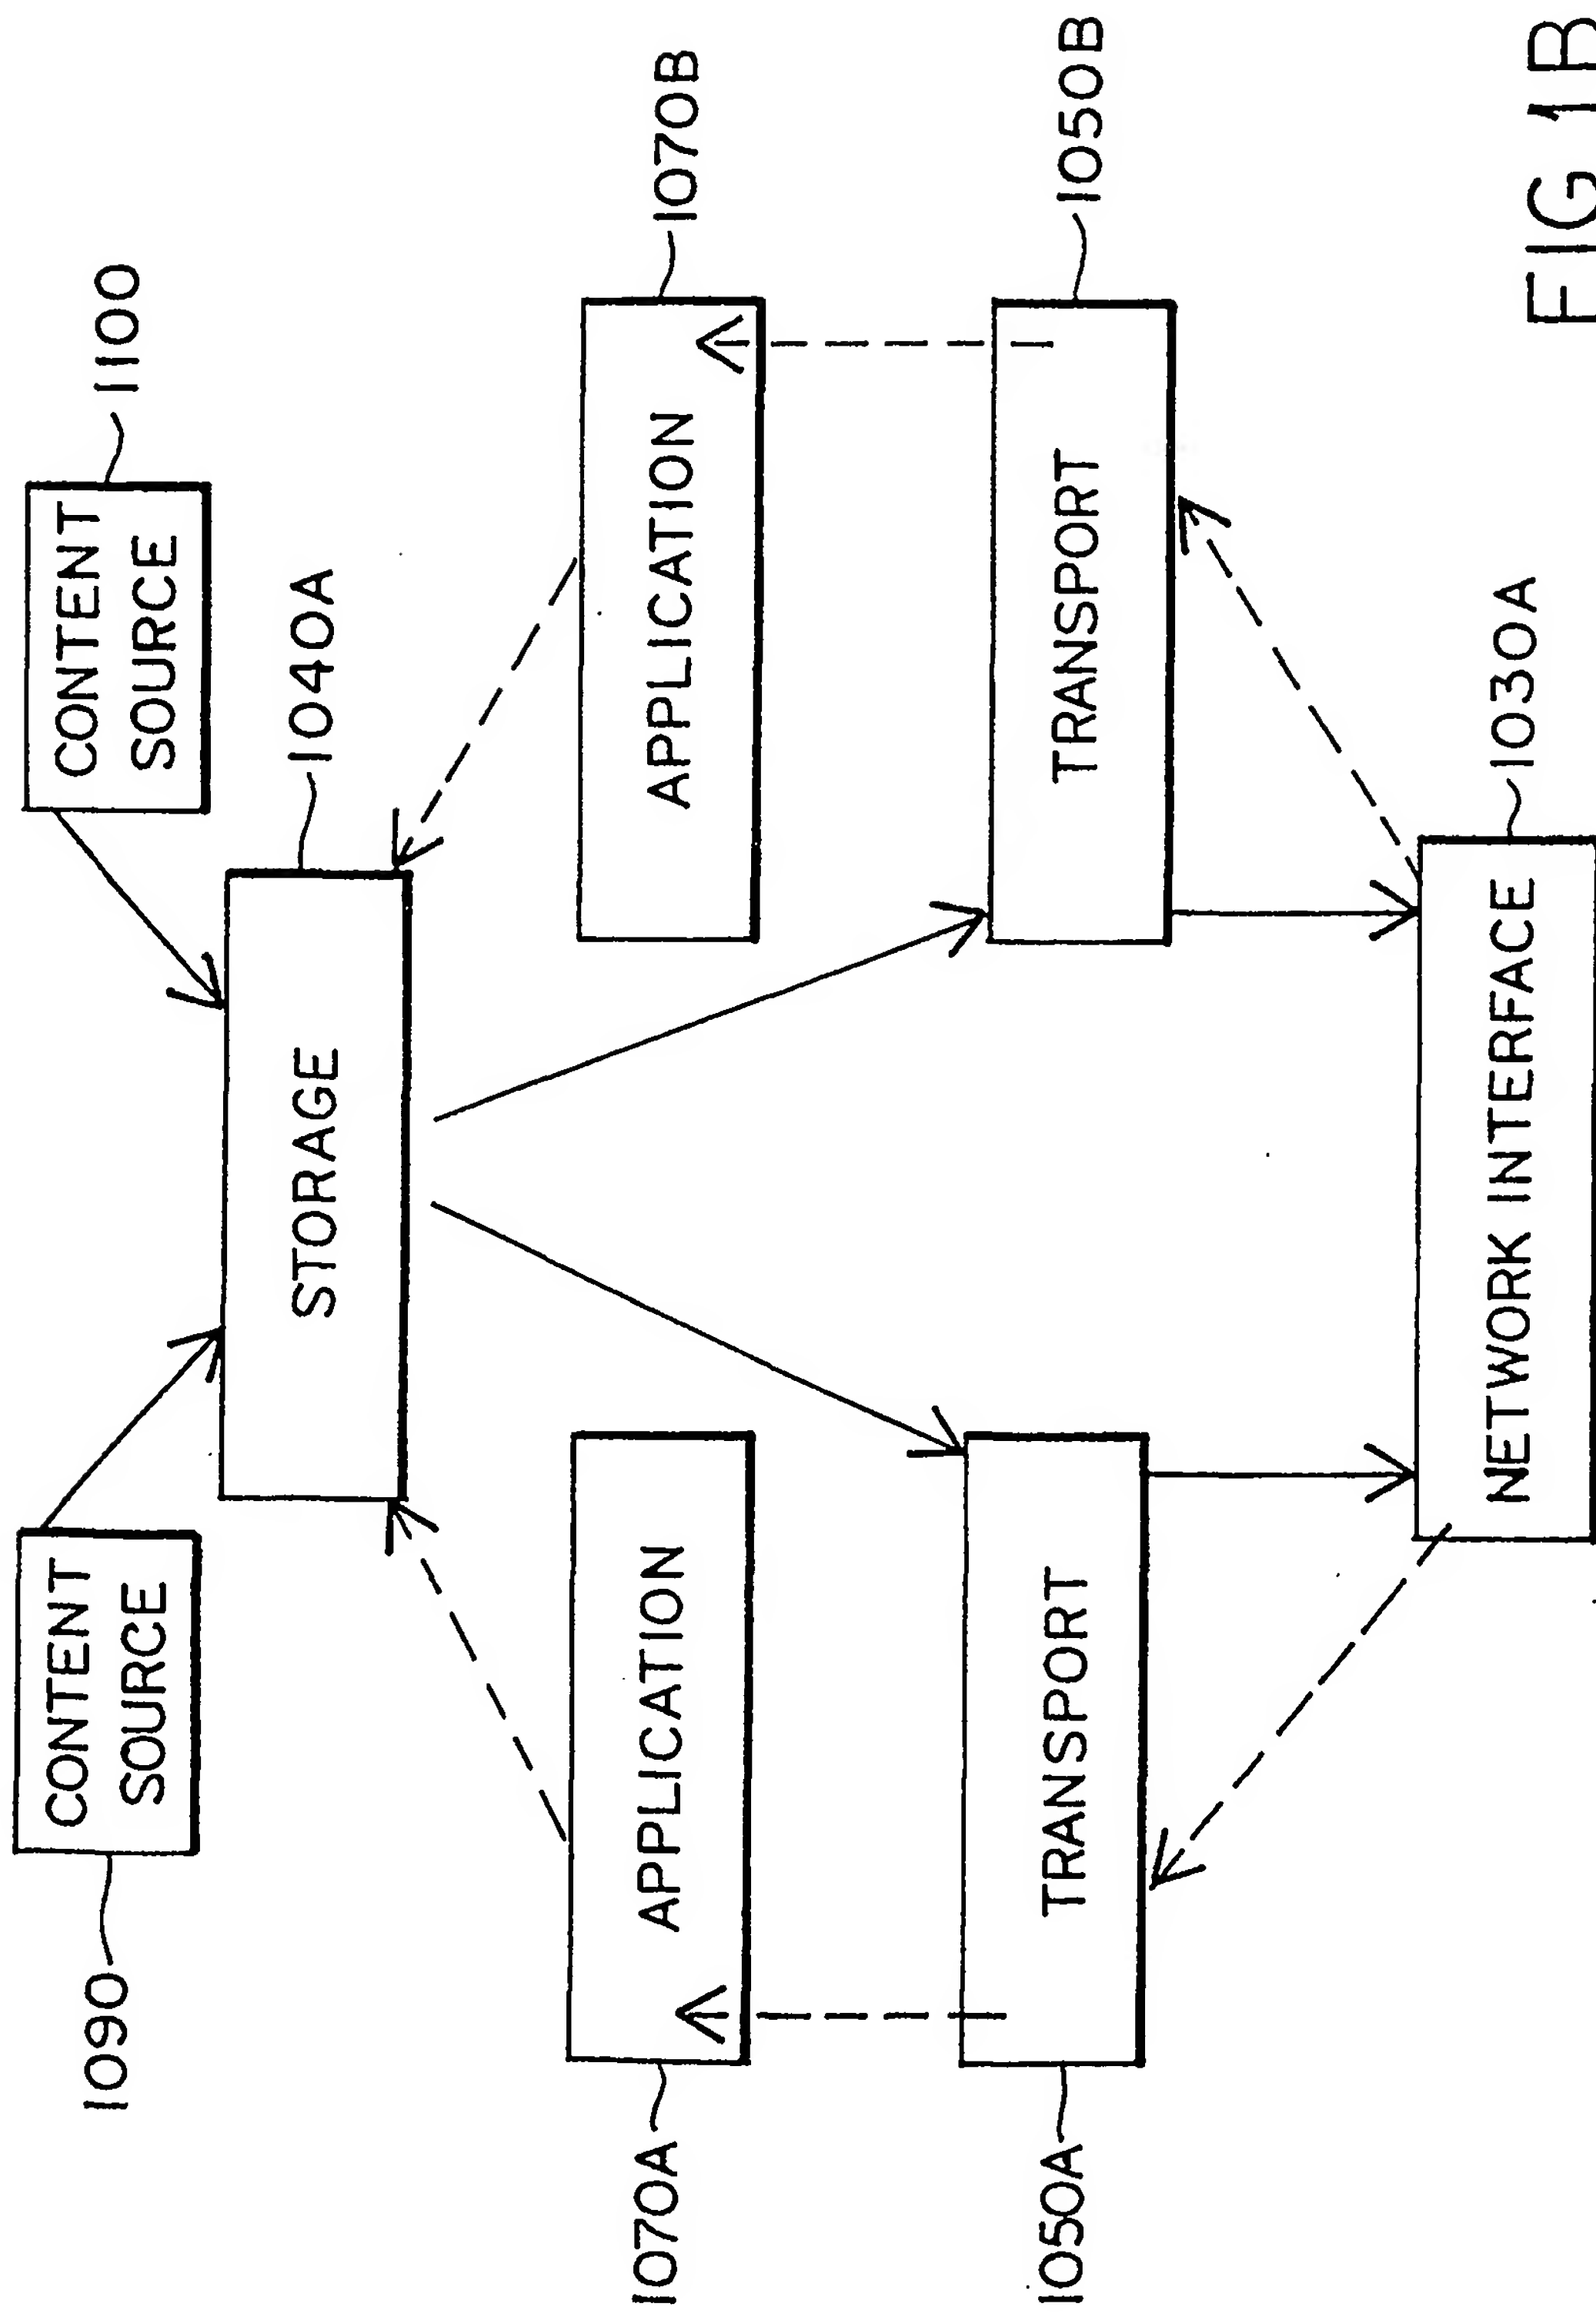 CONTENT
SOURCE
1090
CONTENT
SOURCE
1100
STORAGE
1040A
APPLICATION
1070A
APPLICATION
1070B
TRANSPORT
1050A
TRANSPORT
1050B
NETWORK INTERFACE
1030A
FIG 1B